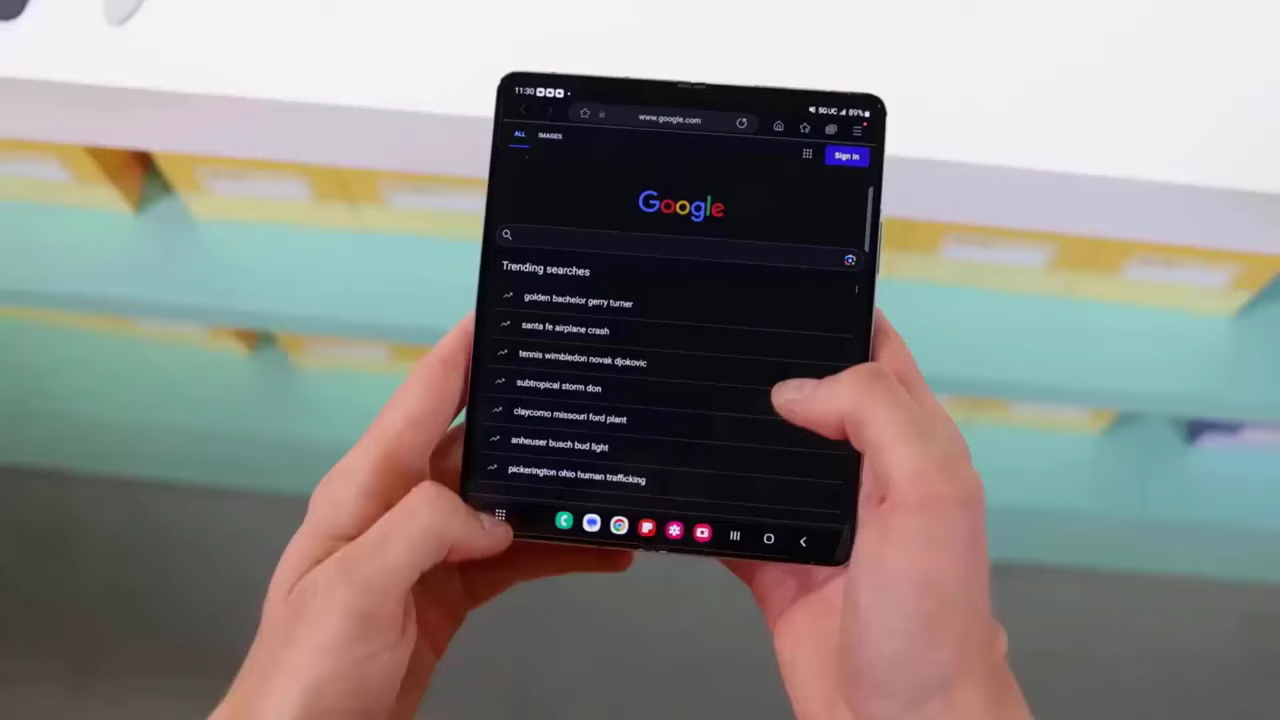 11:30
5G UC 89%
www.google.com
ALL IMAGES
Sign in
Google
Trending searches
golden bachelor gerry turner
santa fe airplane crash
tennis wimbledon novak djokovic
subtropical storm don
claycomo missouri ford plant
anheuser busch bud light
pickerington ohio human trafficking